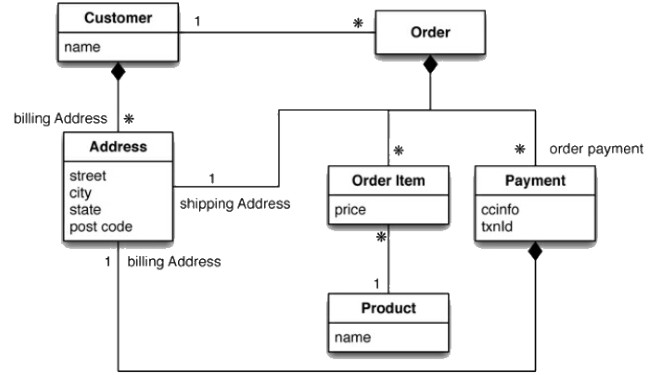 Customer
name
1
*
Order
billing Address
*
Address
street
city
state
post code
1
shipping Address
*
Order Item
price
*
order payment
Payment
ccinfo
txnId
1
billing Address
*
1
Product
name